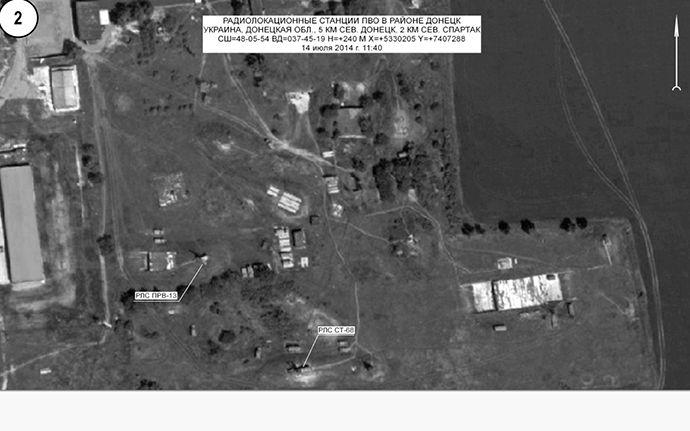 2
РАДИОЛОКАЦИОННЫЕ СТАНЦИИ ПВО В РАЙОНЕ ДОНЕЦК
УКРАИНА, ДОНЕЦКАЯ ОБЛ., 5 КМ СЕВ. ДОНЕЦК, 2 КМ СЕВ. СПАРТАК
СШ=48-05-54 ВД=037-45-19 Н=+240 М X=+5330205 Y=+7407288
14 июля 2014 г. 11:40
РЛС ПРВ-13
РЛС СТ-68